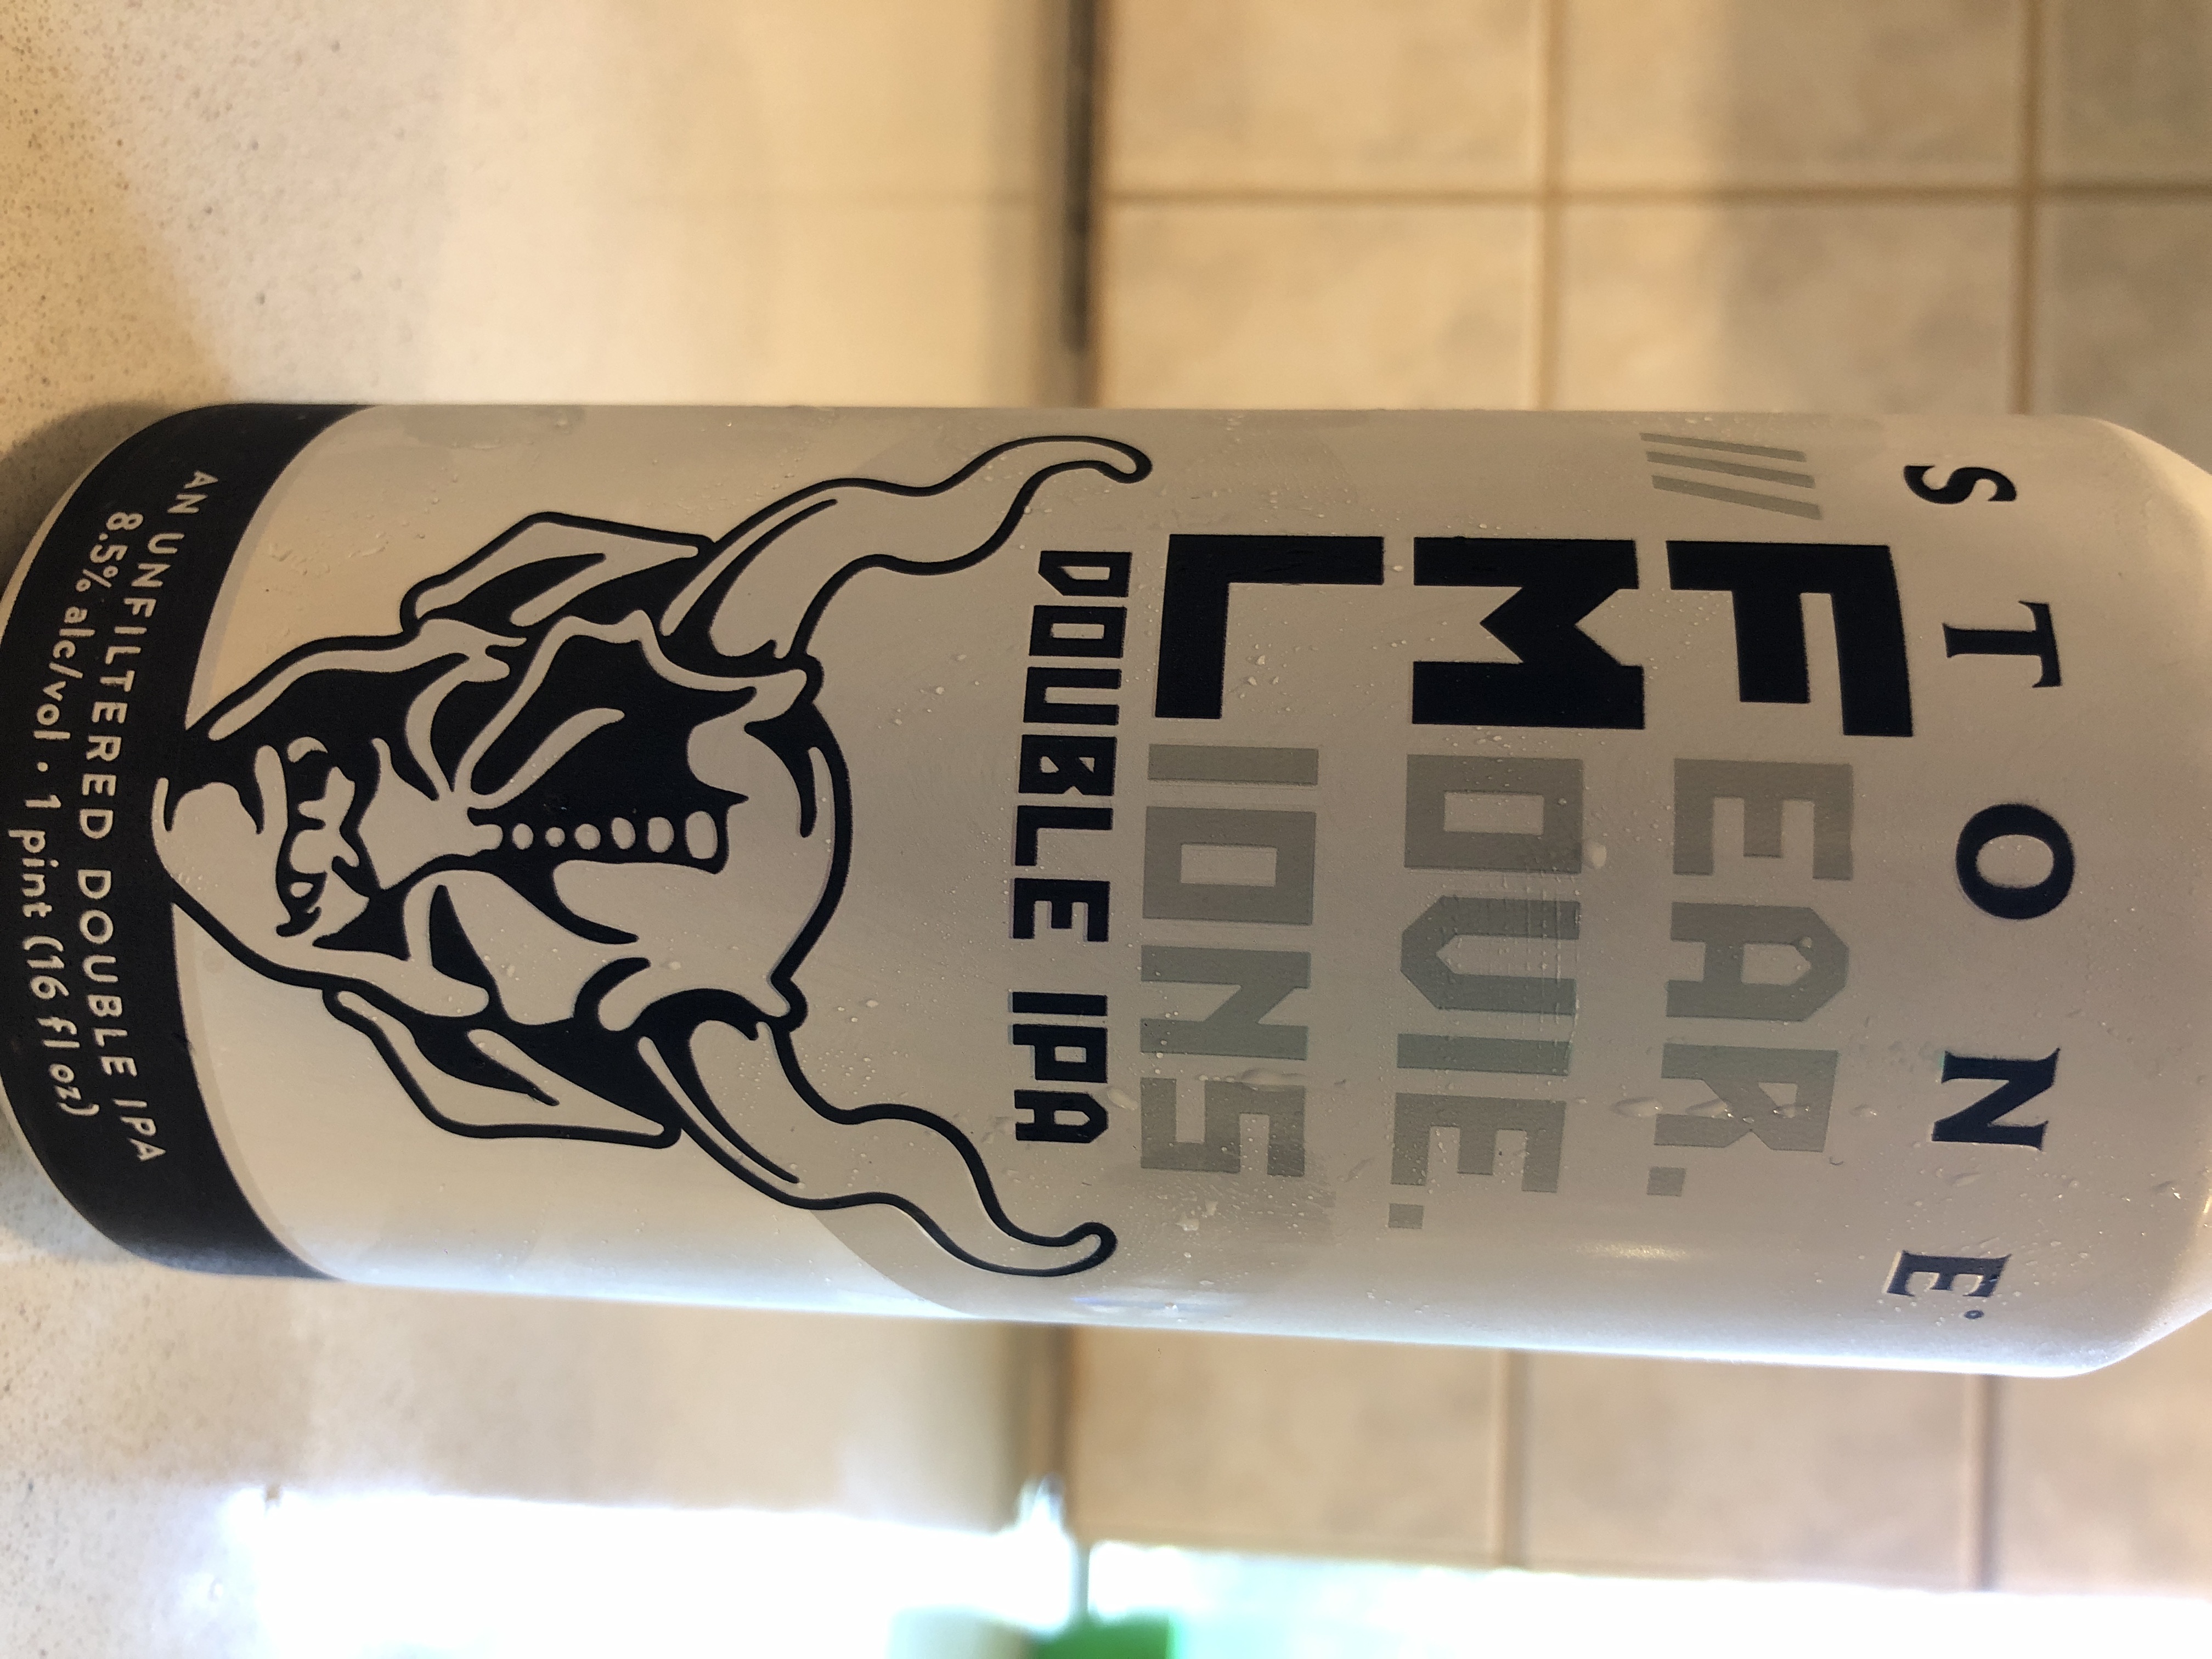 STONE
/// FEAR.
MOVIE.
LIONS
DOUBLE IPA
AN UNFILTERED DOUBLE IPA
8.5% alc/vol . 1 pint (16 fl oz)